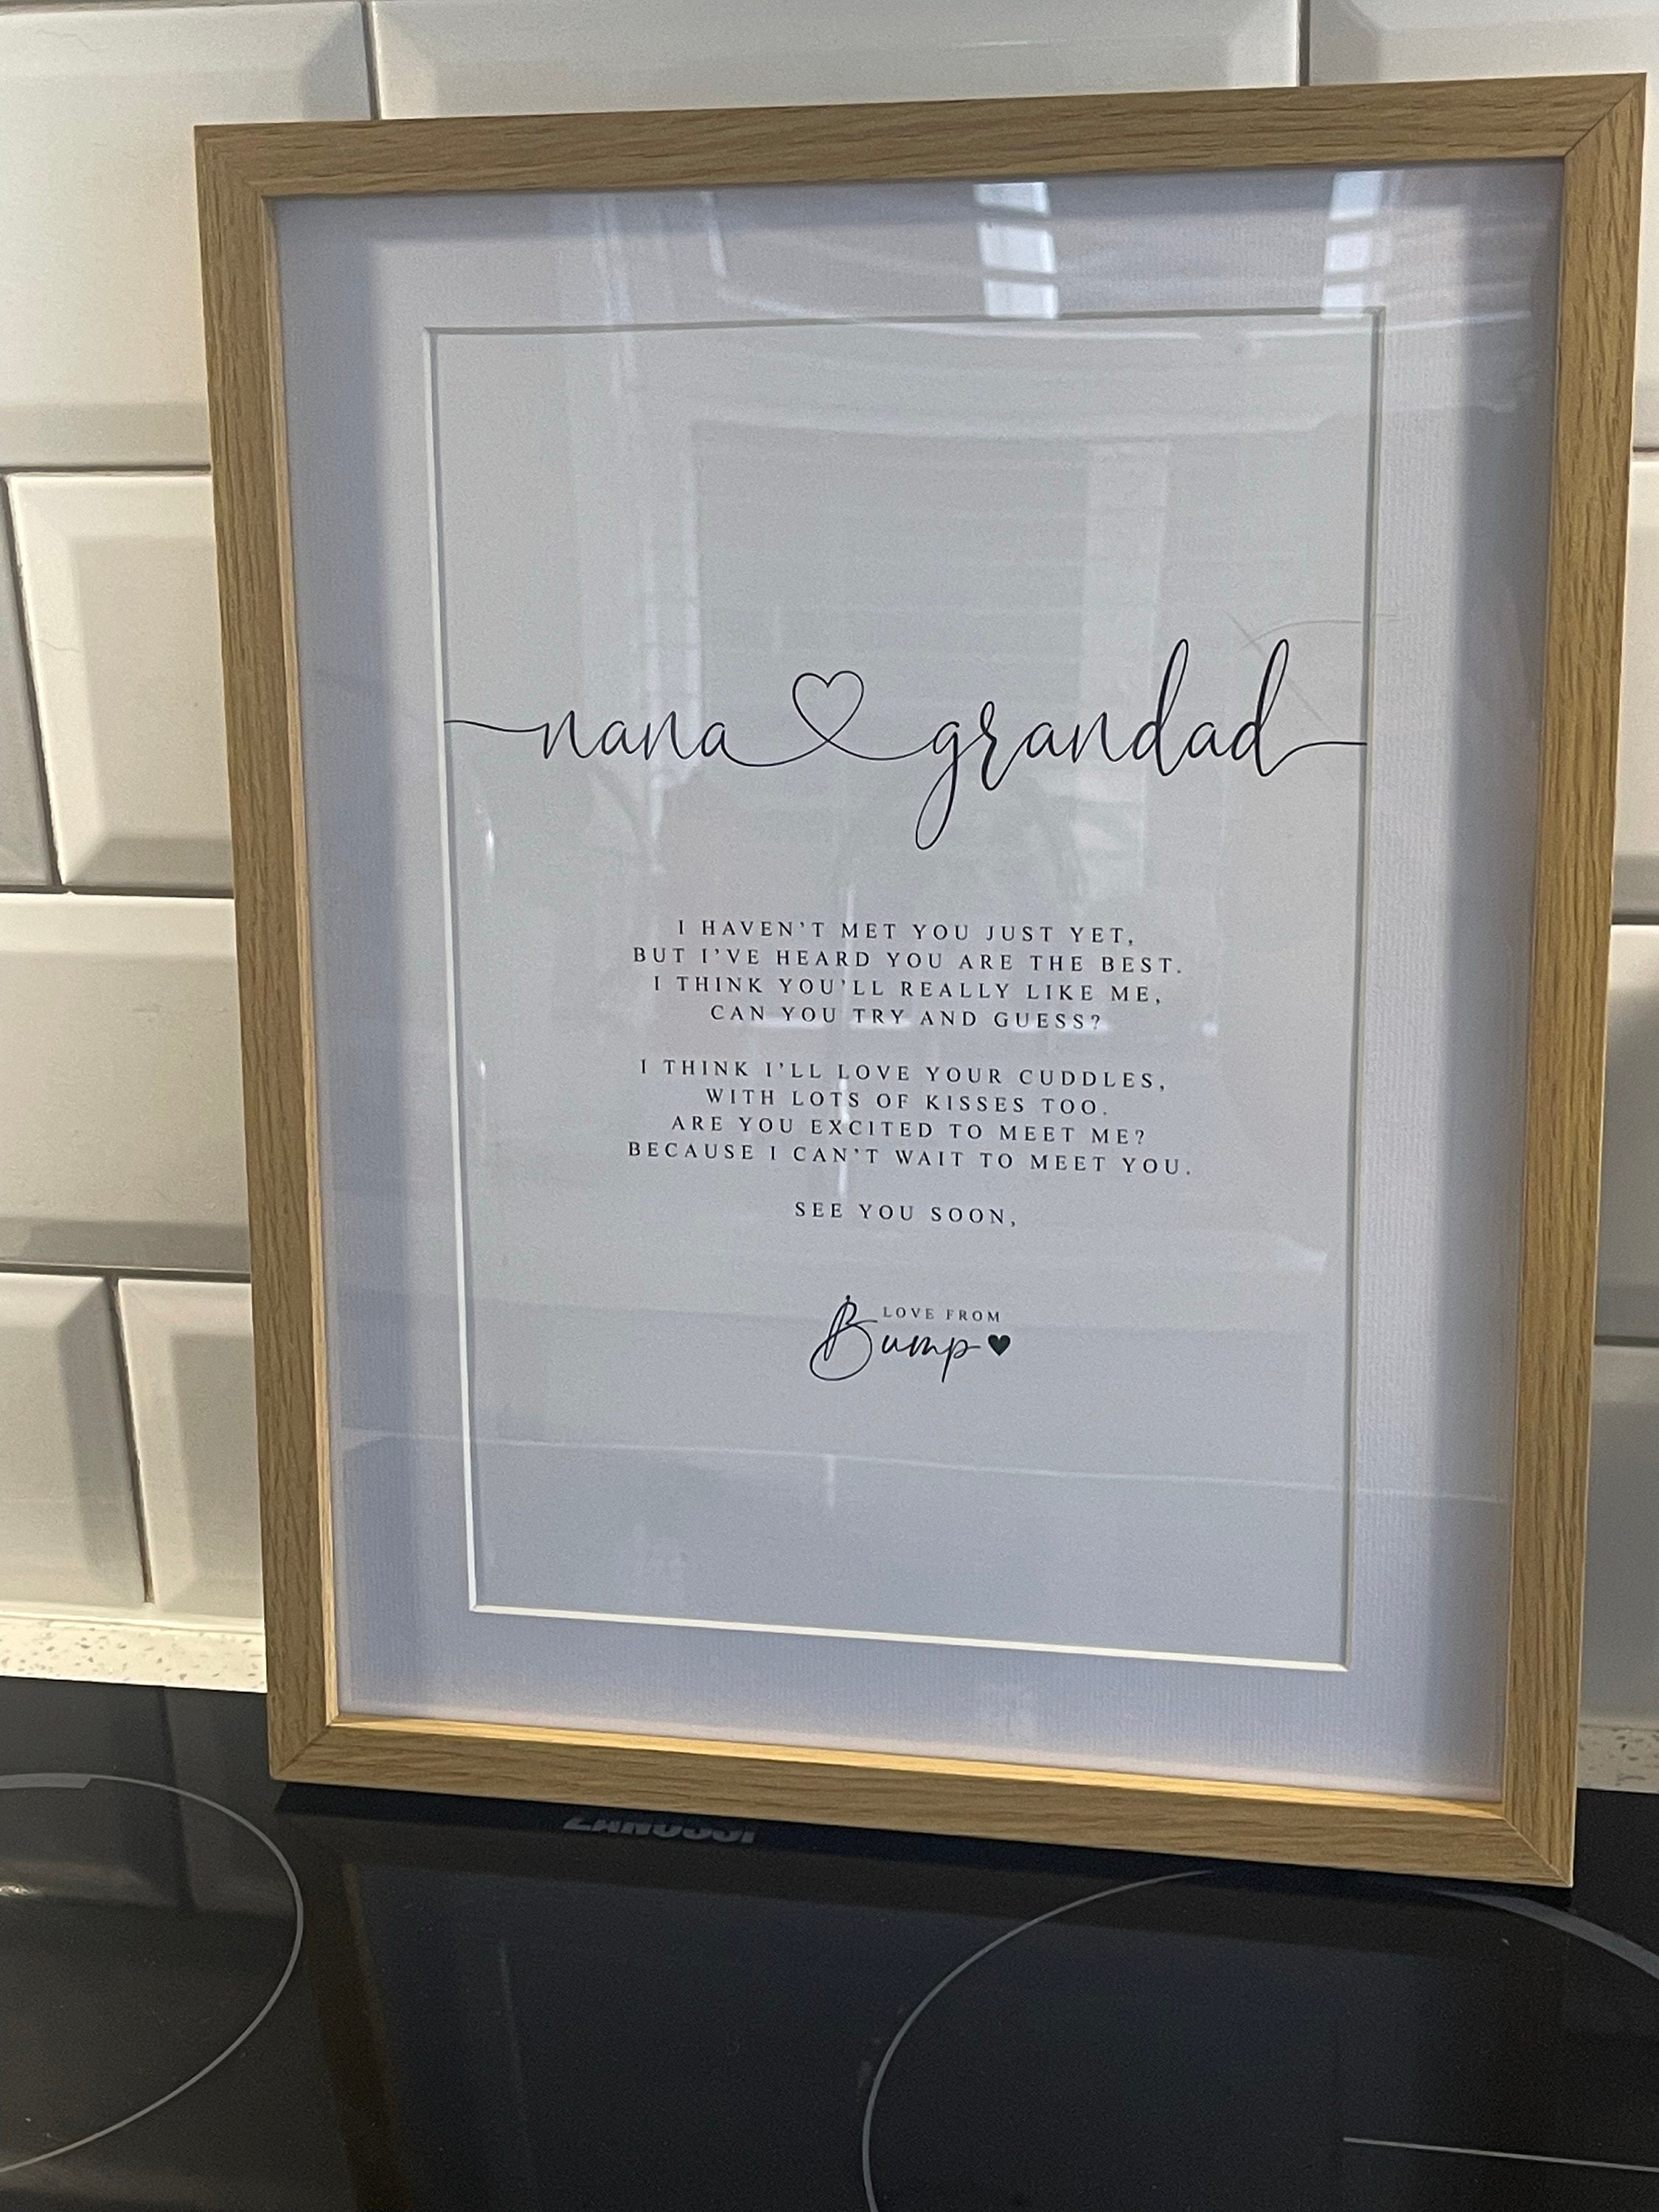 nana grandad
I HAVEN'T MET YOU JUST YET,
BUT I'VE HEARD YOU ARE THE BEST.
I THINK YOU'LL REALLY LIKE ME,
CAN YOU TRY AND GUESS?
I THINK I'LL LOVE YOUR CUDDLES,
WITH LOTS OF KISSES TOO.
ARE YOU EXCITED TO MEET ME?
BECAUSE I CAN'T WAIT TO MEET YOU.
SEE YOU SOON,
LOVE FROM
Bump
ZANUSSI